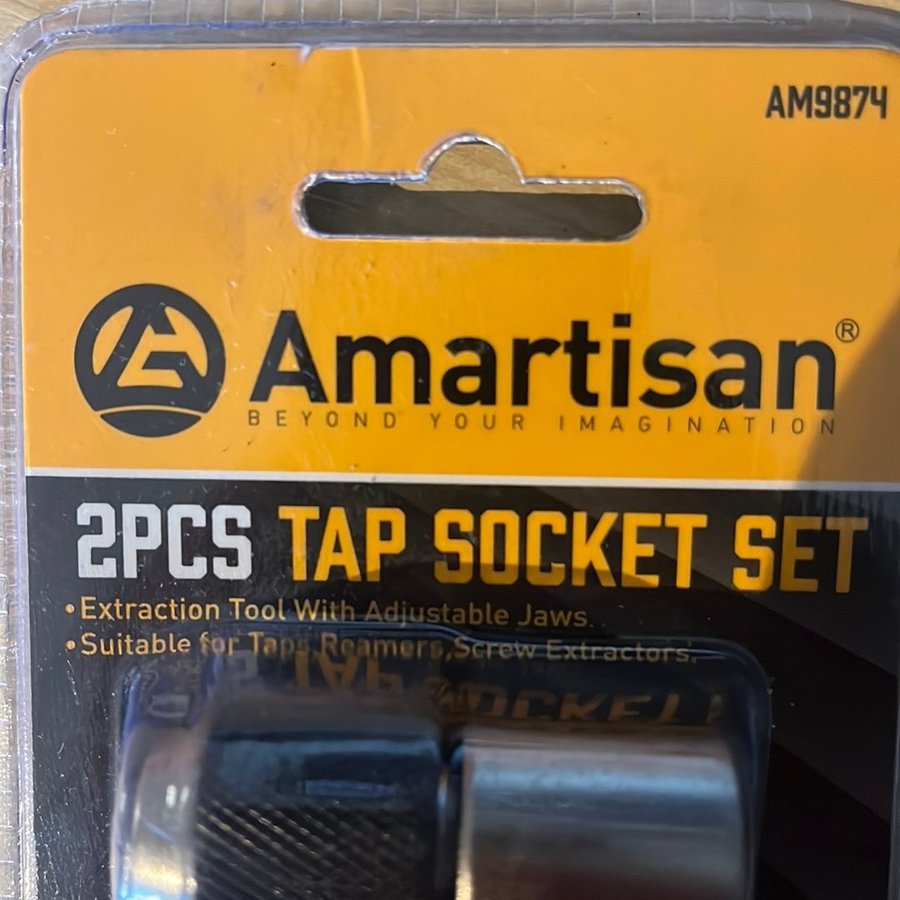 AM9874
Amartisan®
BEYOND YOUR IMAGINATION
2PCS TAP SOCKET SET
•Extraction Tool With Adjustable Jaws.
•Suitable for Taps,Reamers,Screw Extractors.